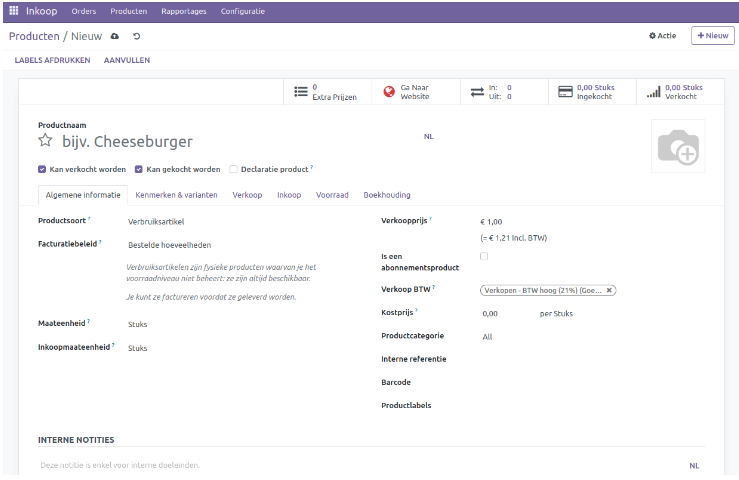 Inkoop Orders Producten Rapportages Configuratie
Producten / Nieuw Actie + Nieuw
LABELS AFDRUKKEN AANVULLEN
0 Extra Prijzen
Ga Naar Website
In: 0
Uit: 0
0,00 Stuks Ingekocht
0,00 Stuks Verkocht
Productnaam
bijv. Cheeseburger NL
Kan verkocht worden Kan gekocht worden Declaratie product ?
Algemene informatie Kenmerken & varianten Verkoop Inkoop Voorraad Boekhouding
Productsoort ? Verbruiksartikel
Facturatiebeleid ? Bestelde hoeveelheden
Verbruiksartikelen zijn fysieke producten waarvan je het
voorraadniveau niet beheert: ze zijn altijd beschikbaar.
Je kunt ze factureren voordat ze geleverd worden.
Maateenheid ? Stuks
Inkoopmaateenheid ? Stuks
Verkoopprijs ? € 1,00
(= € 1,21 Incl. BTW)
Is een
abonnementsproduct
Verkoop BTW ? Verkopen - BTW hoog (21%) (Goe... ✖
Kostprijs ? 0,00 per Stuks
Productcategorie All
Interne referentie
Barcode
Productlabels
INTERNE NOTITIES
Deze notitie is enkel voor interne doeleinden. NL